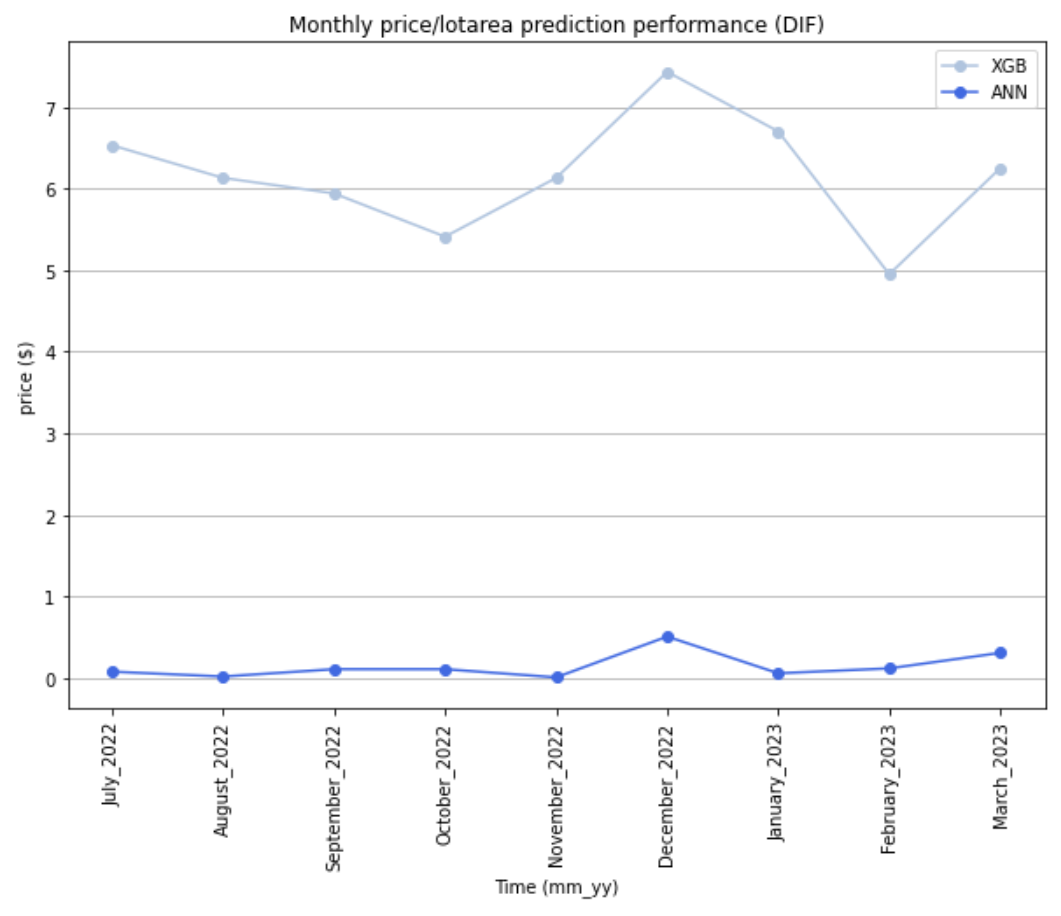 Monthly price/lotarea prediction performance (DIF)
XGB
ANN
price ($)
7
6
5
4
3
2
1
0
July_2022
August_2022
September_2022
October_2022
November_2022
December_2022
January_2023
February_2023
March_2023
Time (mm_yy)